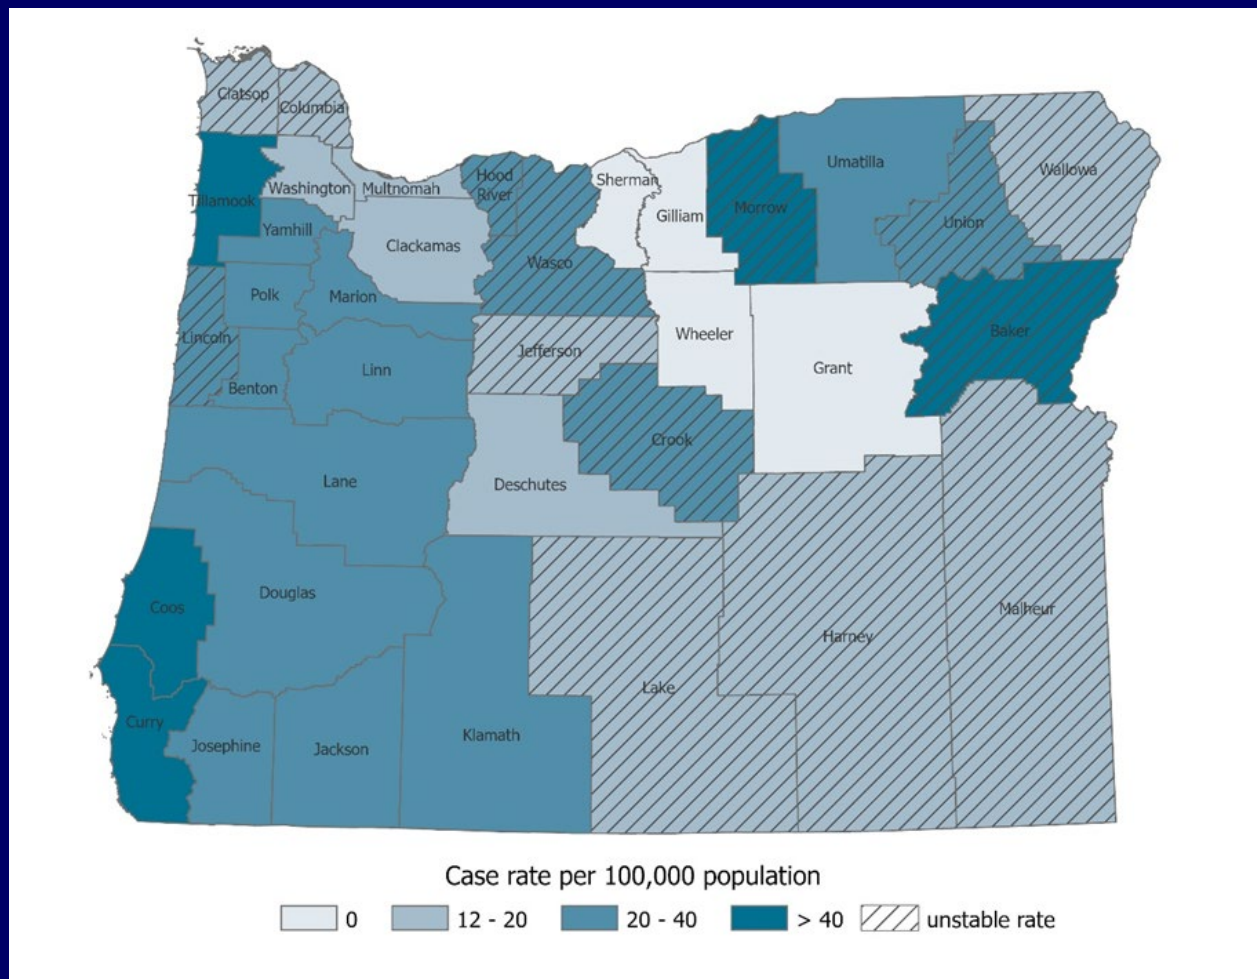 Clatsop
Columbia
Tillamook
Washington
Multnomah
Hood
River
Sherman
Gilliam
Morrow
Umatilla
Wallowa
Union
Yamhill
Clackamas
Wasco
Polk
Marion
Lincoln
Benton
Linn
Jefferson
Wheeler
Grant
Baker
Crook
Lane
Deschutes
Coos
Douglas
Malheur
Harney
Lake
Curry
Josephine
Jackson
Klamath
Case rate per 100,000 population
0 12 - 20 20 - 40 > 40 unstable rate